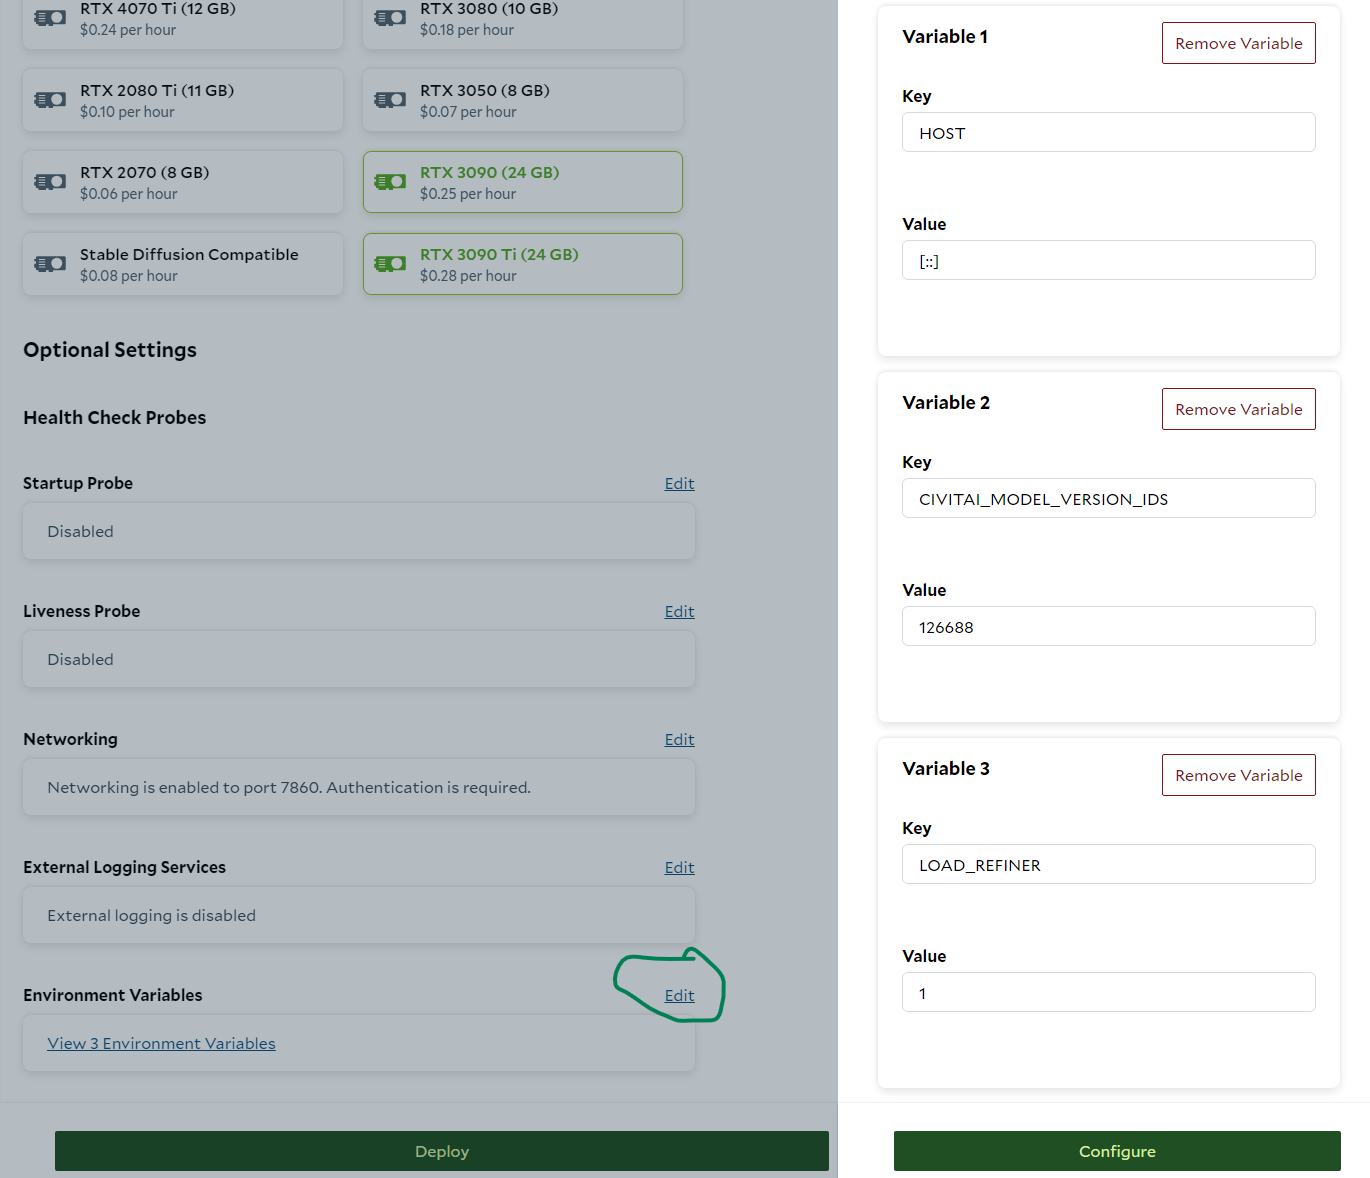 RTX 4070 Ti (12 GB)
$0.24 per hour
RTX 3080 (10 GB)
$0.18 per hour
RTX 2080 Ti (11 GB)
$0.10 per hour
RTX 3050 (8 GB)
$0.07 per hour
RTX 2070 (8 GB)
$0.06 per hour
RTX 3090 (24 GB)
$0.25 per hour
Stable Diffusion Compatible
$0.08 per hour
RTX 3090 Ti (24 GB)
$0.28 per hour
Optional Settings
Health Check Probes
Startup Probe
Edit
Disabled
Liveness Probe
Edit
Disabled
Networking
Edit
Networking is enabled to port 7860. Authentication is required.
External Logging Services
Edit
External logging is disabled
Environment Variables
Edit
View 3 Environment Variables
Deploy
Variable 1
Remove Variable
Key
HOST
Value
[::]
Variable 2
Remove Variable
Key
CIVITAI_MODEL_VERSION_IDS
Value
126688
Variable 3
Remove Variable
Key
LOAD_REFINER
Value
1
Configure